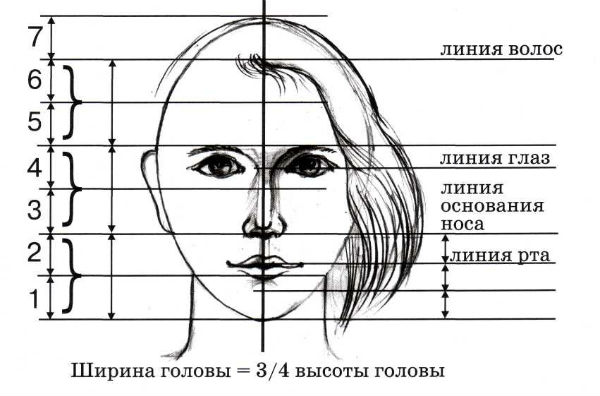 7
линия волос
6
5
4
линия глаз
3
линия
основания
носа
2
линия рта
1
Ширина головы = 3/4 высоты головы